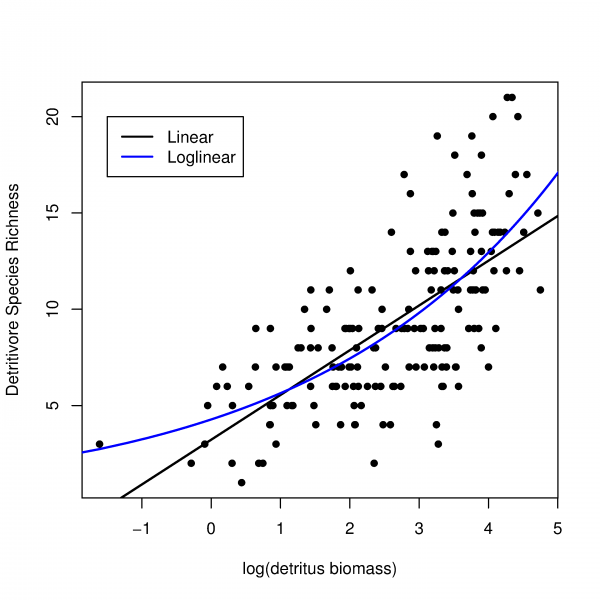 20
15
10
5
Detritivore Species Richness
Linear
Loglinear
−1 0 1 2 3 4 5
log(detritus biomass)